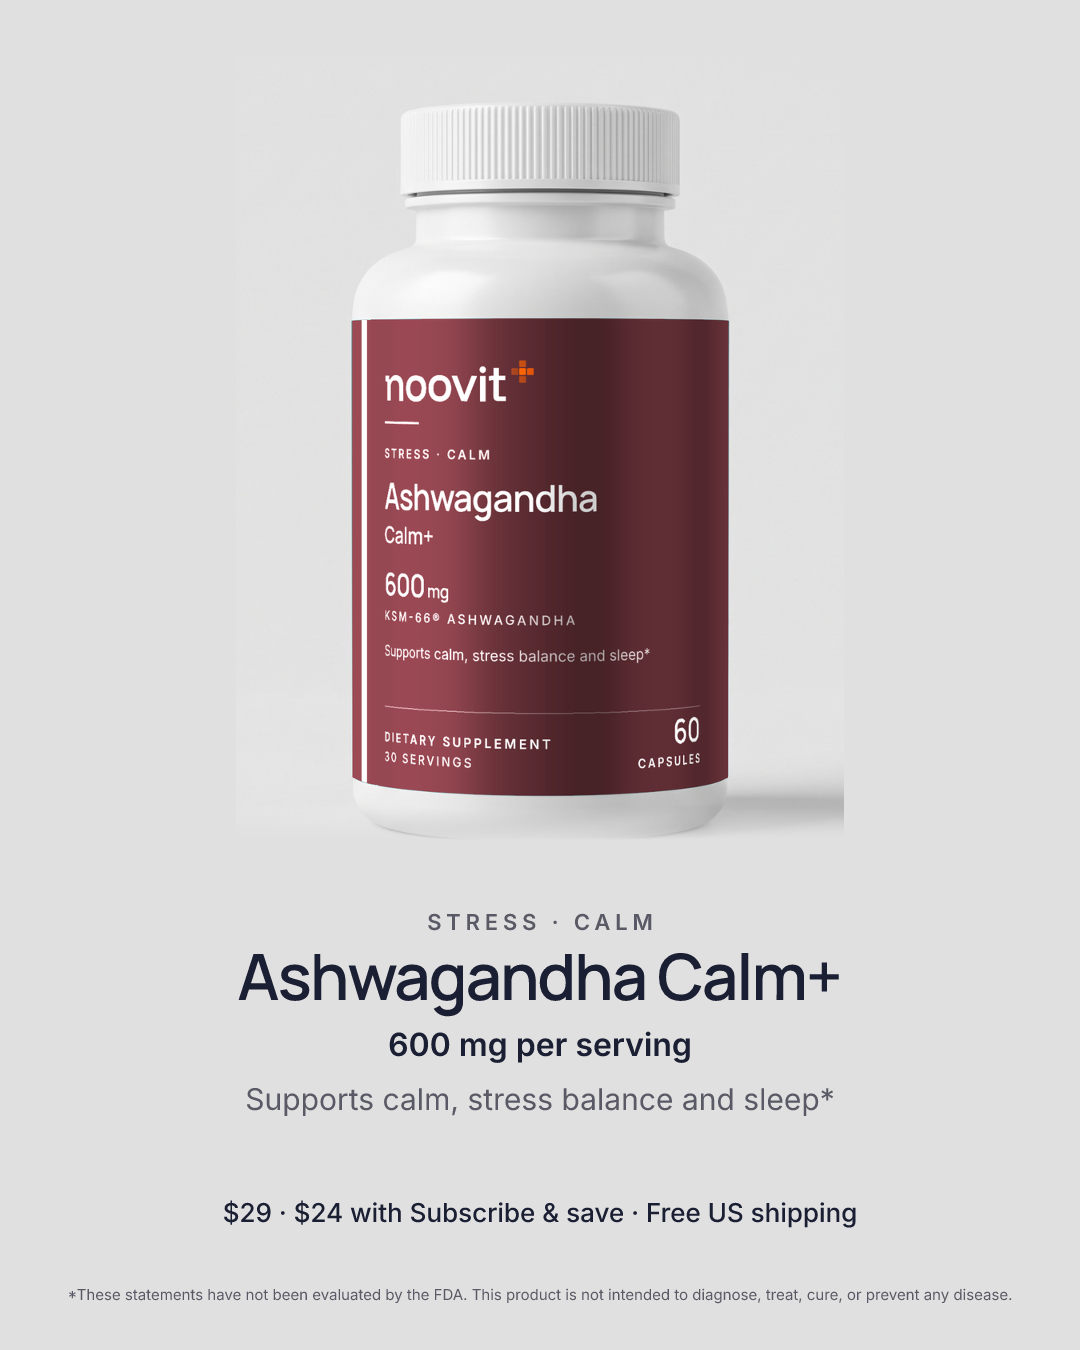 noovit
STRESS · CALM
Ashwagandha
Calm+
600 mg
KSM-66® ASHWAGANDHA
Supports calm, stress balance and sleep*
DIETARY SUPPLEMENT
30 SERVINGS
60
CAPSULES
STRESS · CALM
Ashwagandha Calm+
600 mg per serving
Supports calm, stress balance and sleep*
$29 · $24 with Subscribe & save · Free US shipping
*These statements have not been evaluated by the FDA. This product is not intended to diagnose, treat, cure, or prevent any disease.